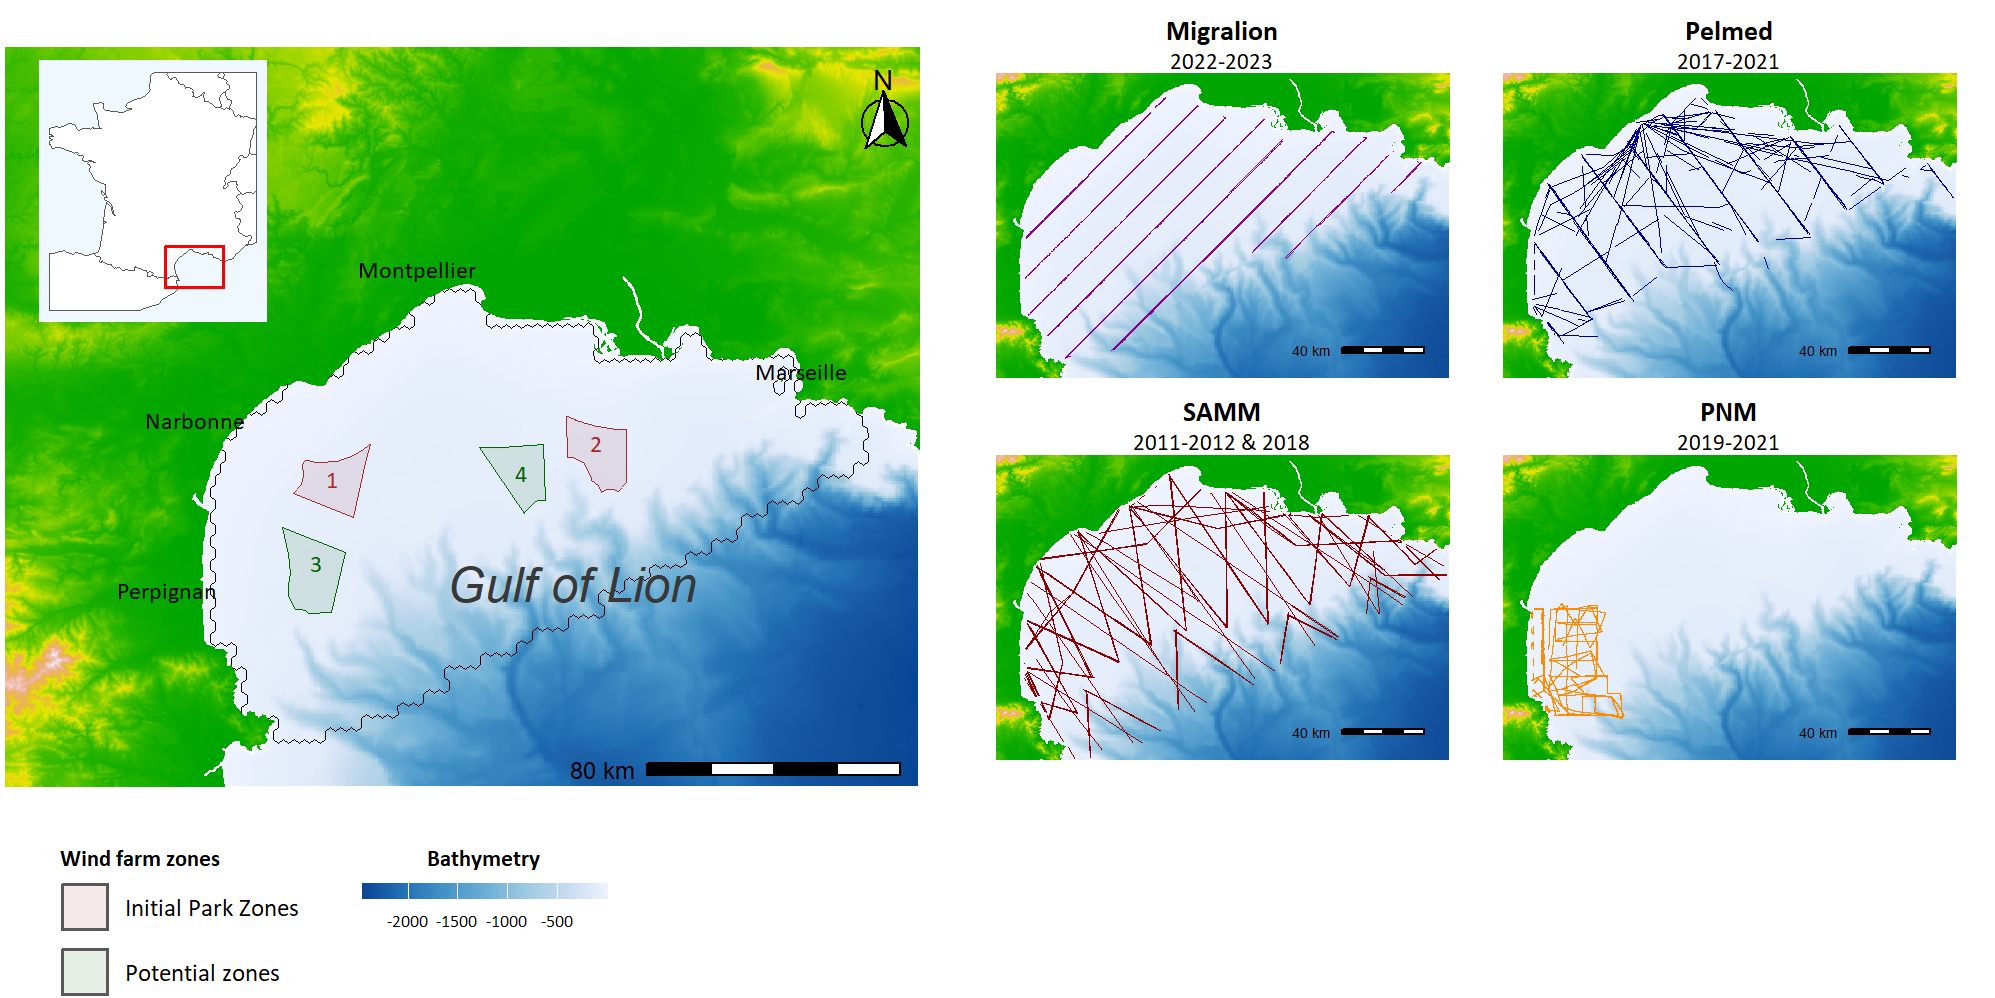 N
Montpellier
Marseille
Narbonne
Perpignan
1
2
3
4
Gulf of Lion
80 km
Wind farm zones
Initial Park Zones
Potential zones
Bathymetry
-2000 -1500 -1000 -500
Migralion
2022-2023
40 km
Pelmed
2017-2021
40 km
SAMM
2011-2012 & 2018
40 km
PNM
2019-2021
40 km